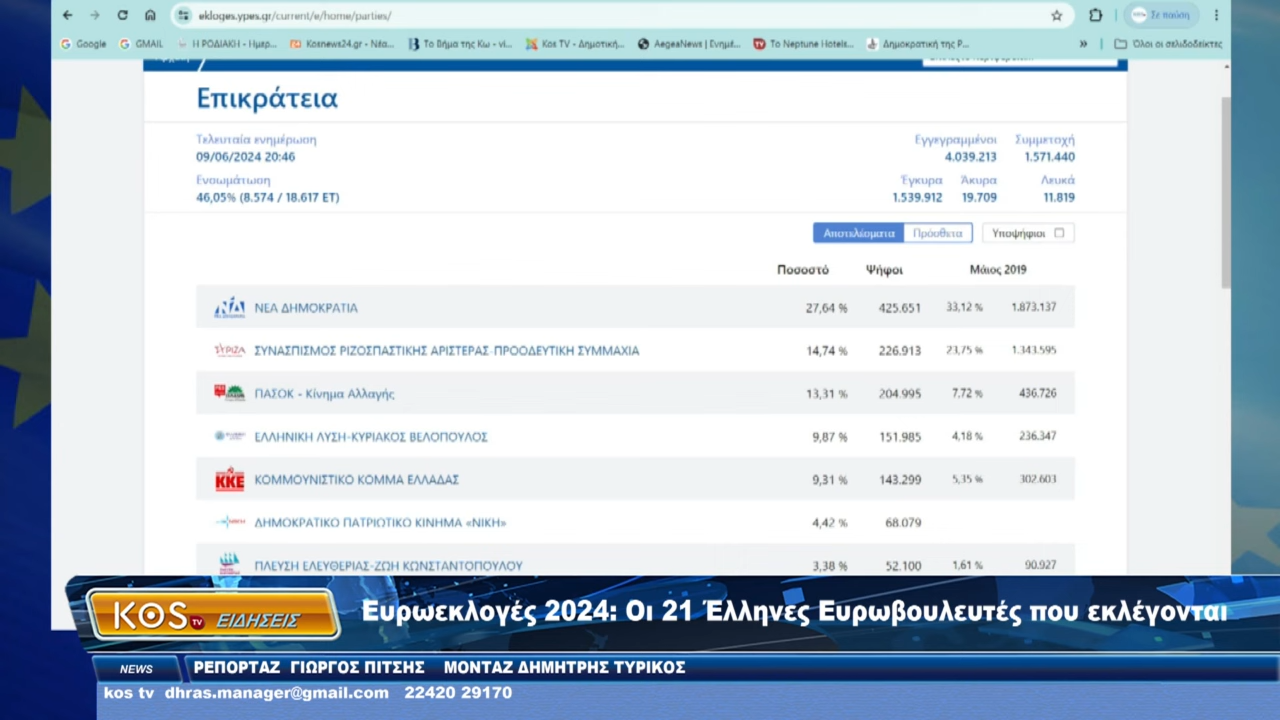 ekloges.ypes.gr/current/e/home/parties/
Σε παύση
Google GMAIL Η ΡΟΔΙΑΚΗ - Ημερ... Kosnews24.gr - Νέα... Το Βήμα της Κω – νί... Kos TV - Δημοτική... AegeaNews | Ενημέ... To Neptune Hotels... Δημοκρατική της Ρ... » Όλοι οι σελιδοδείκτες
Επικράτεια
Τελευταία ενημέρωση Εγγεγραμμένοι Συμμετοχή
09/06/2024 20:46 4.039.213 1.571.440
Ενσωμάτωση Έγκυρα Άκυρα Λευκά
46,05% (8.574 / 18.617 ΕΤ) 1.539.912 19.709 11.819
Αποτελέσματα Πρόσθετα Υποψήφιοι
Ποσοστό Ψήφοι Μάιος 2019
ΝΕΑ ΔΗΜΟΚΡΑΤΙΑ 27,64 % 425.651 33,12 % 1.873.137
ΣΥΡΙΖΑ ΣΥΝΑΣΠΙΣΜΟΣ ΡΙΖΟΣΠΑΣΤΙΚΗΣ ΑΡΙΣΤΕΡΑΣ-ΠΡΟΟΔΕΥΤΙΚΗ ΣΥΜΜΑΧΙΑ 14,74 % 226.913 23,75 % 1.343.595
ΠΑΣΟΚ - Κίνημα Αλλαγής 13,31 % 204.995 7,72 % 436.726
ΕΛΛΗΝΙΚΗ ΛΥΣΗ-ΚΥΡΙΑΚΟΣ ΒΕΛΟΠΟΥΛΟΣ 9,87 % 151.985 4,18 % 236.347
ΚΚΕ ΚΟΜΜΟΥΝΙΣΤΙΚΟ ΚΟΜΜΑ ΕΛΛΑΔΑΣ 9,31 % 143.299 5,35 % 302.603
ΔΗΜΟΚΡΑΤΙΚΟ ΠΑΤΡΙΩΤΙΚΟ ΚΙΝΗΜΑ «ΝΙΚΗ» 4,42 % 68.079
ΠΛΕΥΣΗ ΕΛΕΥΘΕΡΙΑΣ-ΖΩΗ ΚΩΝΣΤΑΝΤΟΠΟΥΛΟΥ 3,38 % 52.100 1,61 % 90.927
KOS TV ΕΙΔΗΣΕΙΣ
Ευρωεκλογές 2024: Οι 21 Έλληνες Ευρωβουλευτές που εκλέγονται
NEWS ΡΕΠΟΡΤΑΖ ΓΙΩΡΓΟΣ ΠΙΤΣΗΣ ΜΟΝΤΑΖ ΔΗΜΗΤΡΗΣ ΤΥΡΙΚΟΣ
kos tv dhras.manager@gmail.com 22420 29170